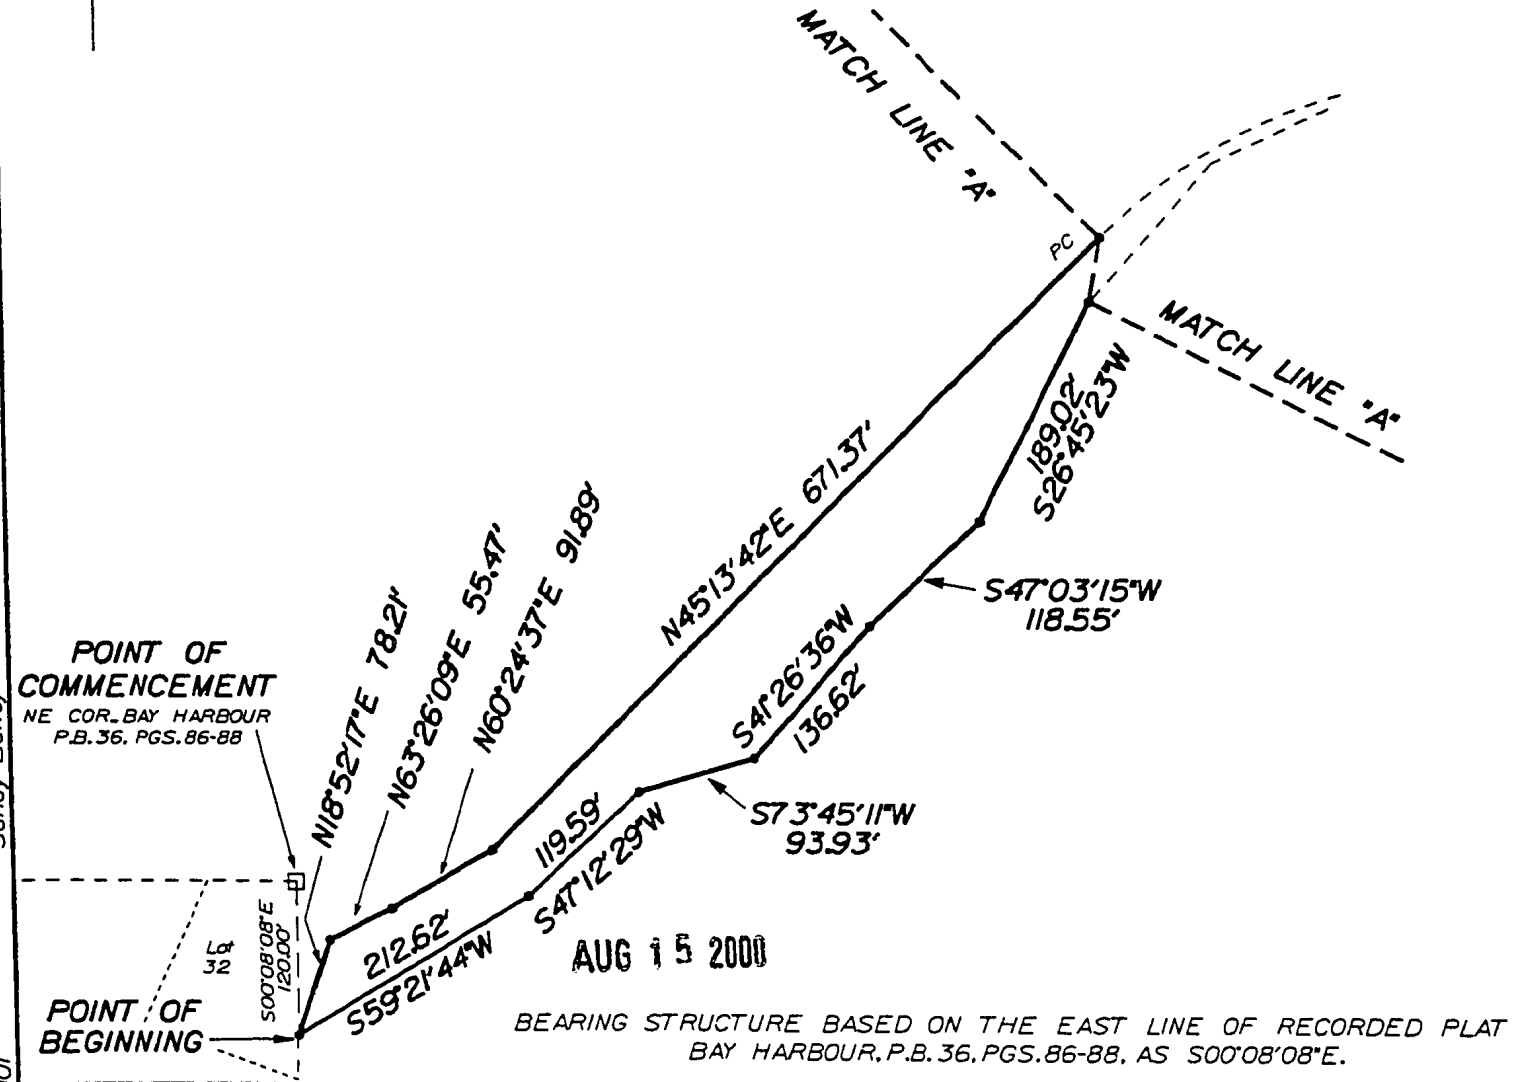 MATCH LINE "A"
PC
MATCH LINE "A"
189.02'
S26°45'23"W
N45°13'42"E 671.37'
S47°03'15"W
118.55'
N60°24'37"E 91.89'
N63°26'09"E 55.47'
N18°52'17"E 78.21'
S41°26'36"W
136.62'
POINT OF
COMMENCEMENT
NE COR. BAY HARBOUR
P.B.36, PGS.86-88
S73°45'11"W
93.93'
119.59'
S47°12'29"W
212.62'
S59°21'44"W
S00°08'08"E
120.00'
Lot
32
AUG 15 2000
POINT OF
BEGINNING
BEARING STRUCTURE BASED ON THE EAST LINE OF RECORDED PLAT
BAY HARBOUR, P.B.36, PGS.86-88, AS S00°08'08"E.